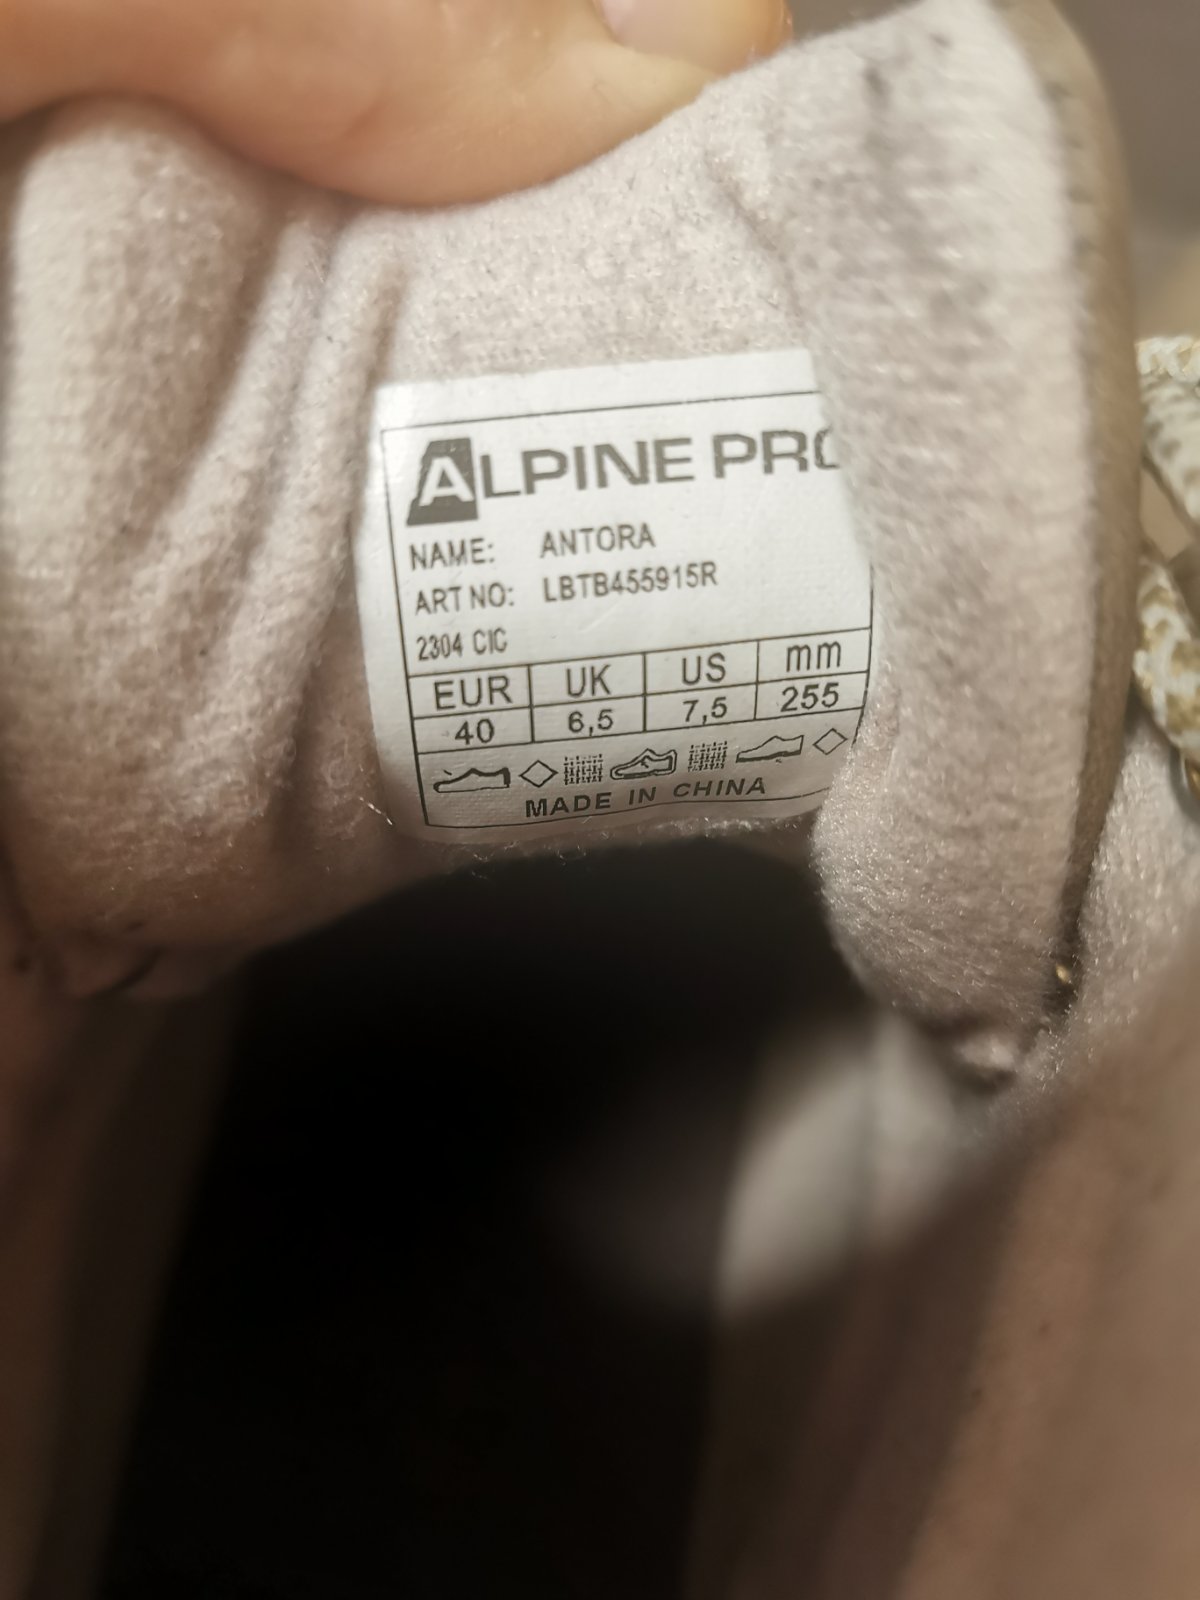 ALPINE PRO
NAME: ANTORA
ART NO: LBTB455915R
2304 CIC
EUR UK US mm
40 6,5 7,5 255
MADE IN CHINA